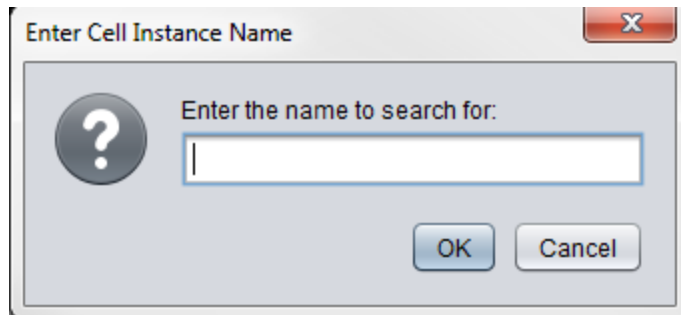 Enter Cell Instance Name
Enter the name to search for:
OK
Cancel